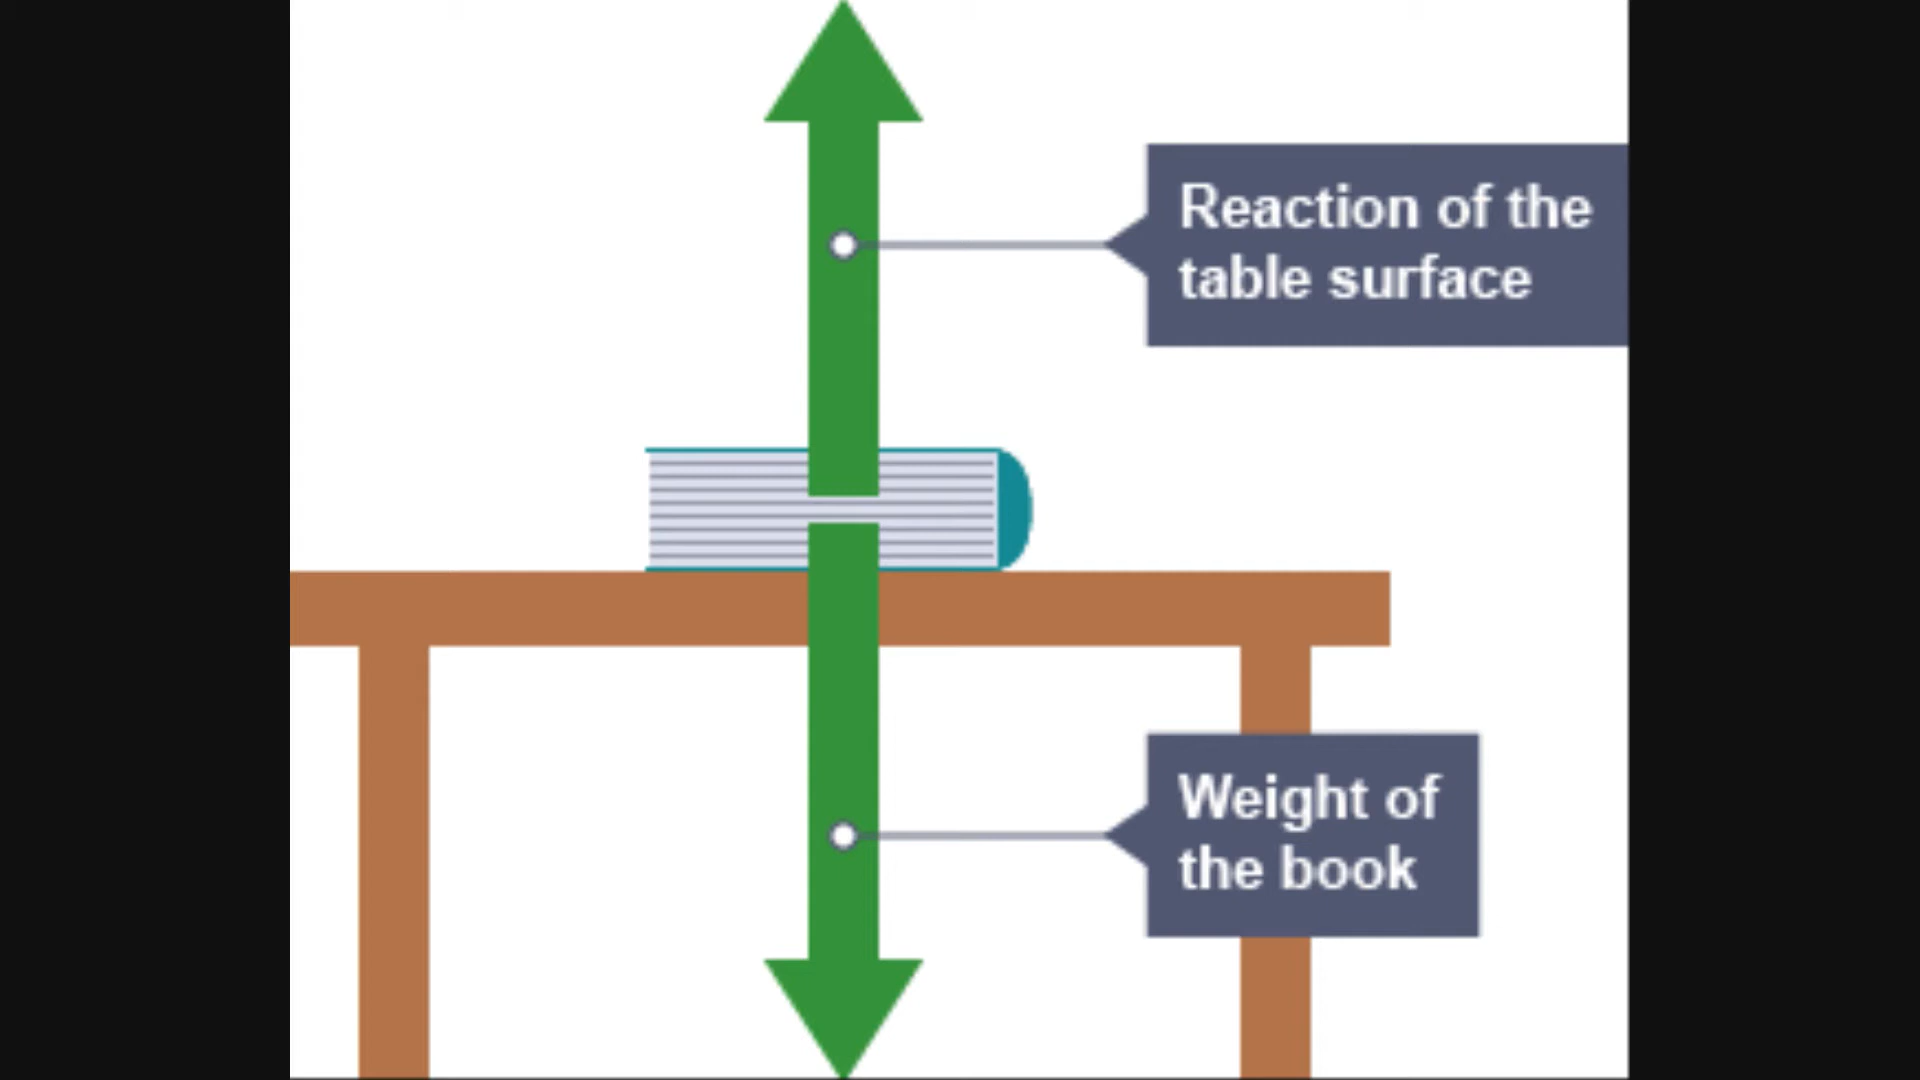 Reaction of the
table surface
Weight of
the book